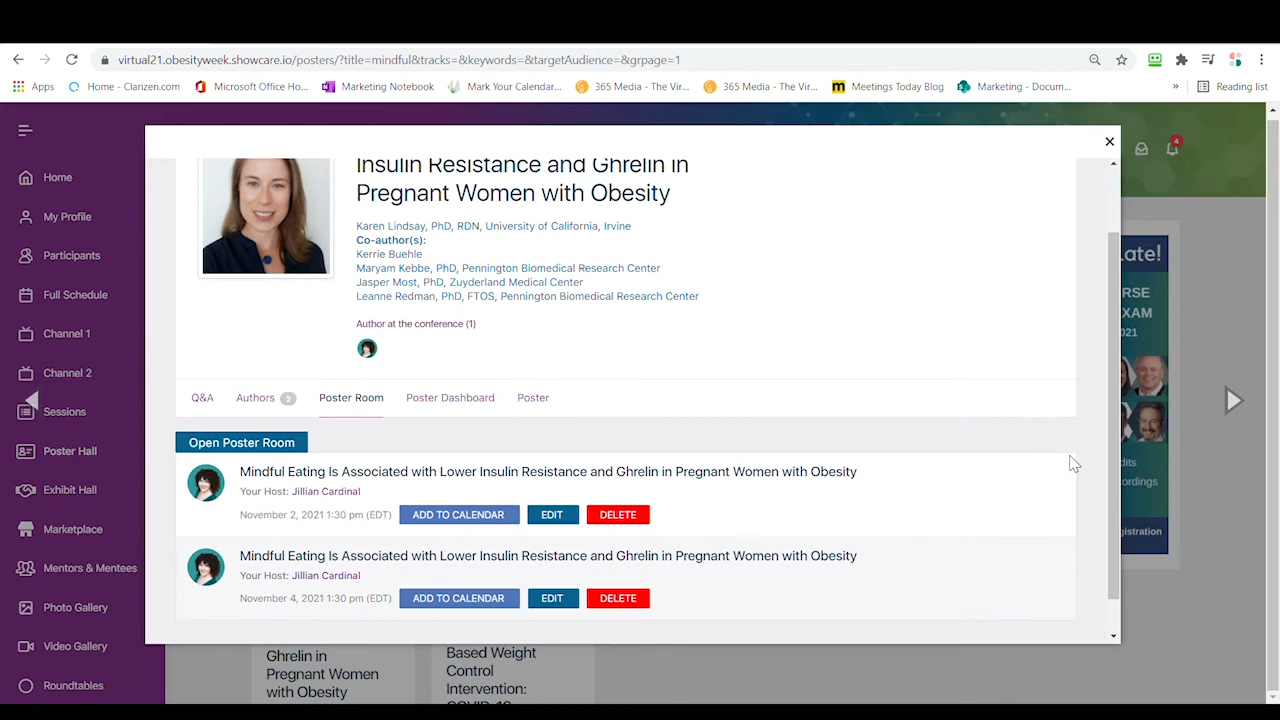 virtual21.obesityweek.showcare.io/posters/?title=mindful&tracks=&keyword=&targetAudience=&grpage=1
Apps
Home - Clarizen.com
Microsoft Office Ho...
Marketing Notebook
Mark Your Calendar...
365 Media - The Vir...
365 Media - The Vir...
Meetings Today Blog
Marketing - Docum...
»
Reading list
4
Home
My Profile
Participants
Full Schedule
Channel 1
Channel 2
Sessions
Poster Hall
Exhibit Hall
Marketplace
Mentors & Mentees
Photo Gallery
Video Gallery
Roundtables
Insulin Resistance and Ghrelin in
Pregnant Women with Obesity
Karen Lindsay, PhD, RDN, University of California, Irvine
Co-author(s):
Kerrie Buehle
Maryam Kebbe, PhD, Pennington Biomedical Research Center
Jasper Most, PhD, Zuyderland Medical Center
Leanne Redman, PhD, FTOS, Pennington Biomedical Research Center
Author at the conference (1)
Q&A
Authors 2
Poster Room
Poster Dashboard
Poster
Open Poster Room
Mindful Eating Is Associated with Lower Insulin Resistance and Ghrelin in Pregnant Women with Obesity
Your Host: Jillian Cardinal
November 2, 2021 1:30 pm (EDT) ADD TO CALENDAR EDIT DELETE
Mindful Eating Is Associated with Lower Insulin Resistance and Ghrelin in Pregnant Women with Obesity
Your Host: Jillian Cardinal
November 4, 2021 1:30 pm (EDT) ADD TO CALENDAR EDIT DELETE
ate!
RSE
XAM
021
dits
ordings
gistration
Ghrelin in
Pregnant Women
with Obesity
Based Weight
Control
Intervention: